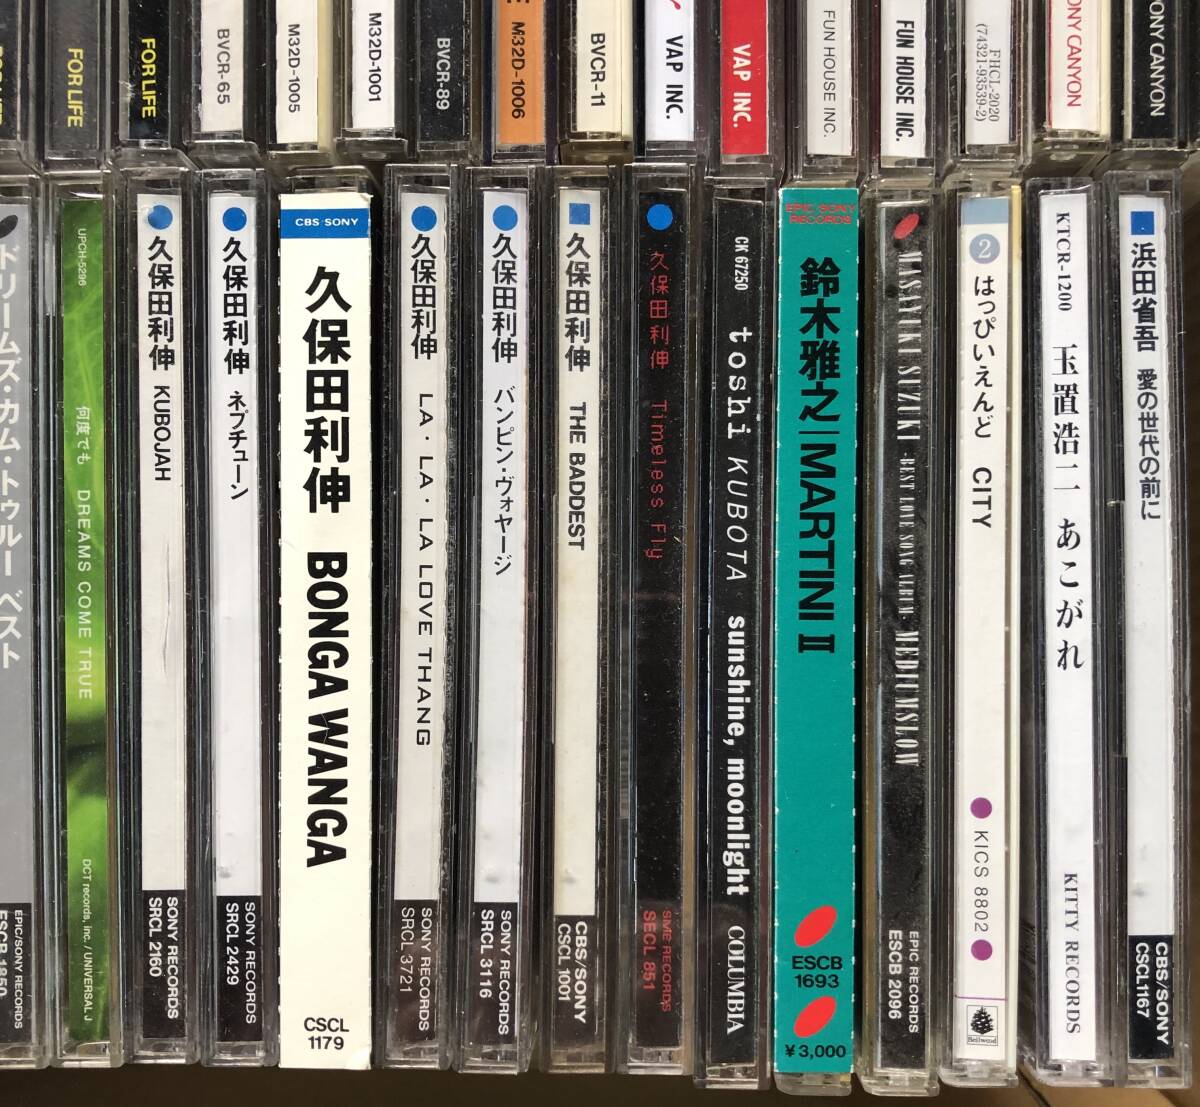 FOR LIFE
FOR LIFE
BVCR-65
M32D-1005
M32D-1001
BVCR-89
M32D-1006
BVCR-11
VAP INC.
VAP INC.
FUN HOUSE INC.
FUN HOUSE INC.
FHCL-2020
(74321-93539-2)
ONY CANYON
ONY CANYON
ドリームズ・カム・トゥルー ベスト
EPIC/SONY RECORDS
ESCB 1850
UPCH-5296
何度でも DREAMS COME TRUE
DCT records, inc. / UNIVERSAL J
久保田利伸 KUBOJAH
SONY RECORDS
SRCL 2160
久保田利伸 ネプチューン
SONY RECORDS
SRCL 2429
CBS/SONY
久保田利伸 BONGA WANGA
CSCL
1179
久保田利伸 LA・LA・LA LOVE THANG
SONY RECORDS
SRCL 3721
久保田利伸 バンピン・ヴォヤージ
SONY RECORDS
SRCL 3116
久保田利伸 THE BADDEST
CBS/SONY
CSCL 1001
久保田利伸 Timeless Fly
SME RECORDS
SECL 851
CK 67250
toshi KUBOTA sunshine, moonlight
COLUMBIA
EPIC/SONY
RECORDS
鈴木雅之|MARTINI II
ESCB
1693
¥3,000
MASAYUKI SUZUKI ·BEST LOVE SONG ALBUM· MEDIUM SLOW
EPIC RECORDS
ESCB 2096
2
はっぴいえんど CITY
KICS 8802
Bellwood
KTCR-1200
玉置浩二 あこがれ
KITTY RECORDS
浜田省吾 愛の世代の前に
CBS/SONY
CSCL1167